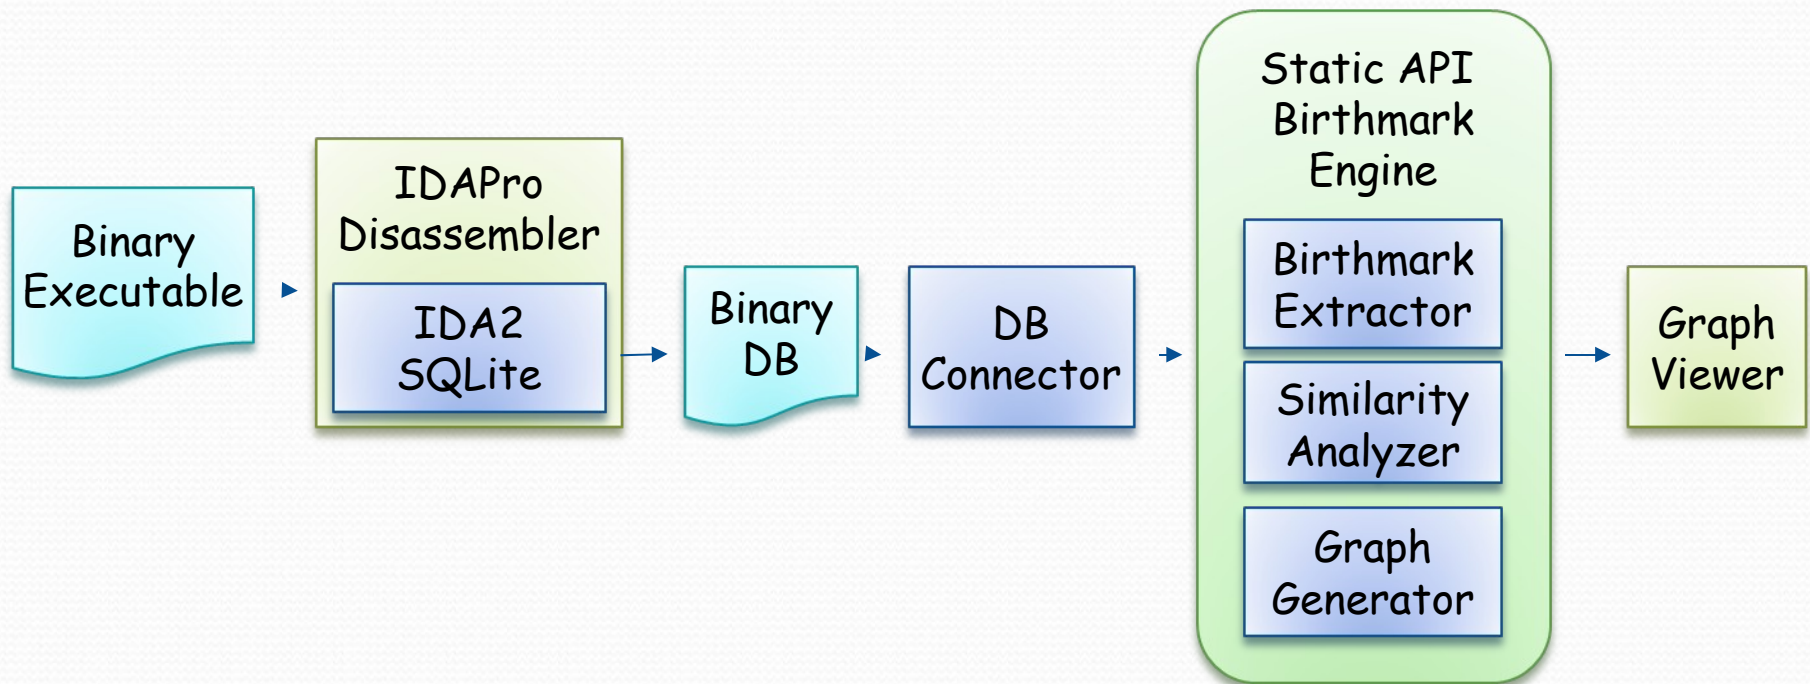 Binary
Executable
IDAPro
Disassembler
IDA2
SQLite
Binary
DB
DB
Connector
Static API
Birthmark
Engine
Birthmark
Extractor
Similarity
Analyzer
Graph
Generator
Graph
Viewer